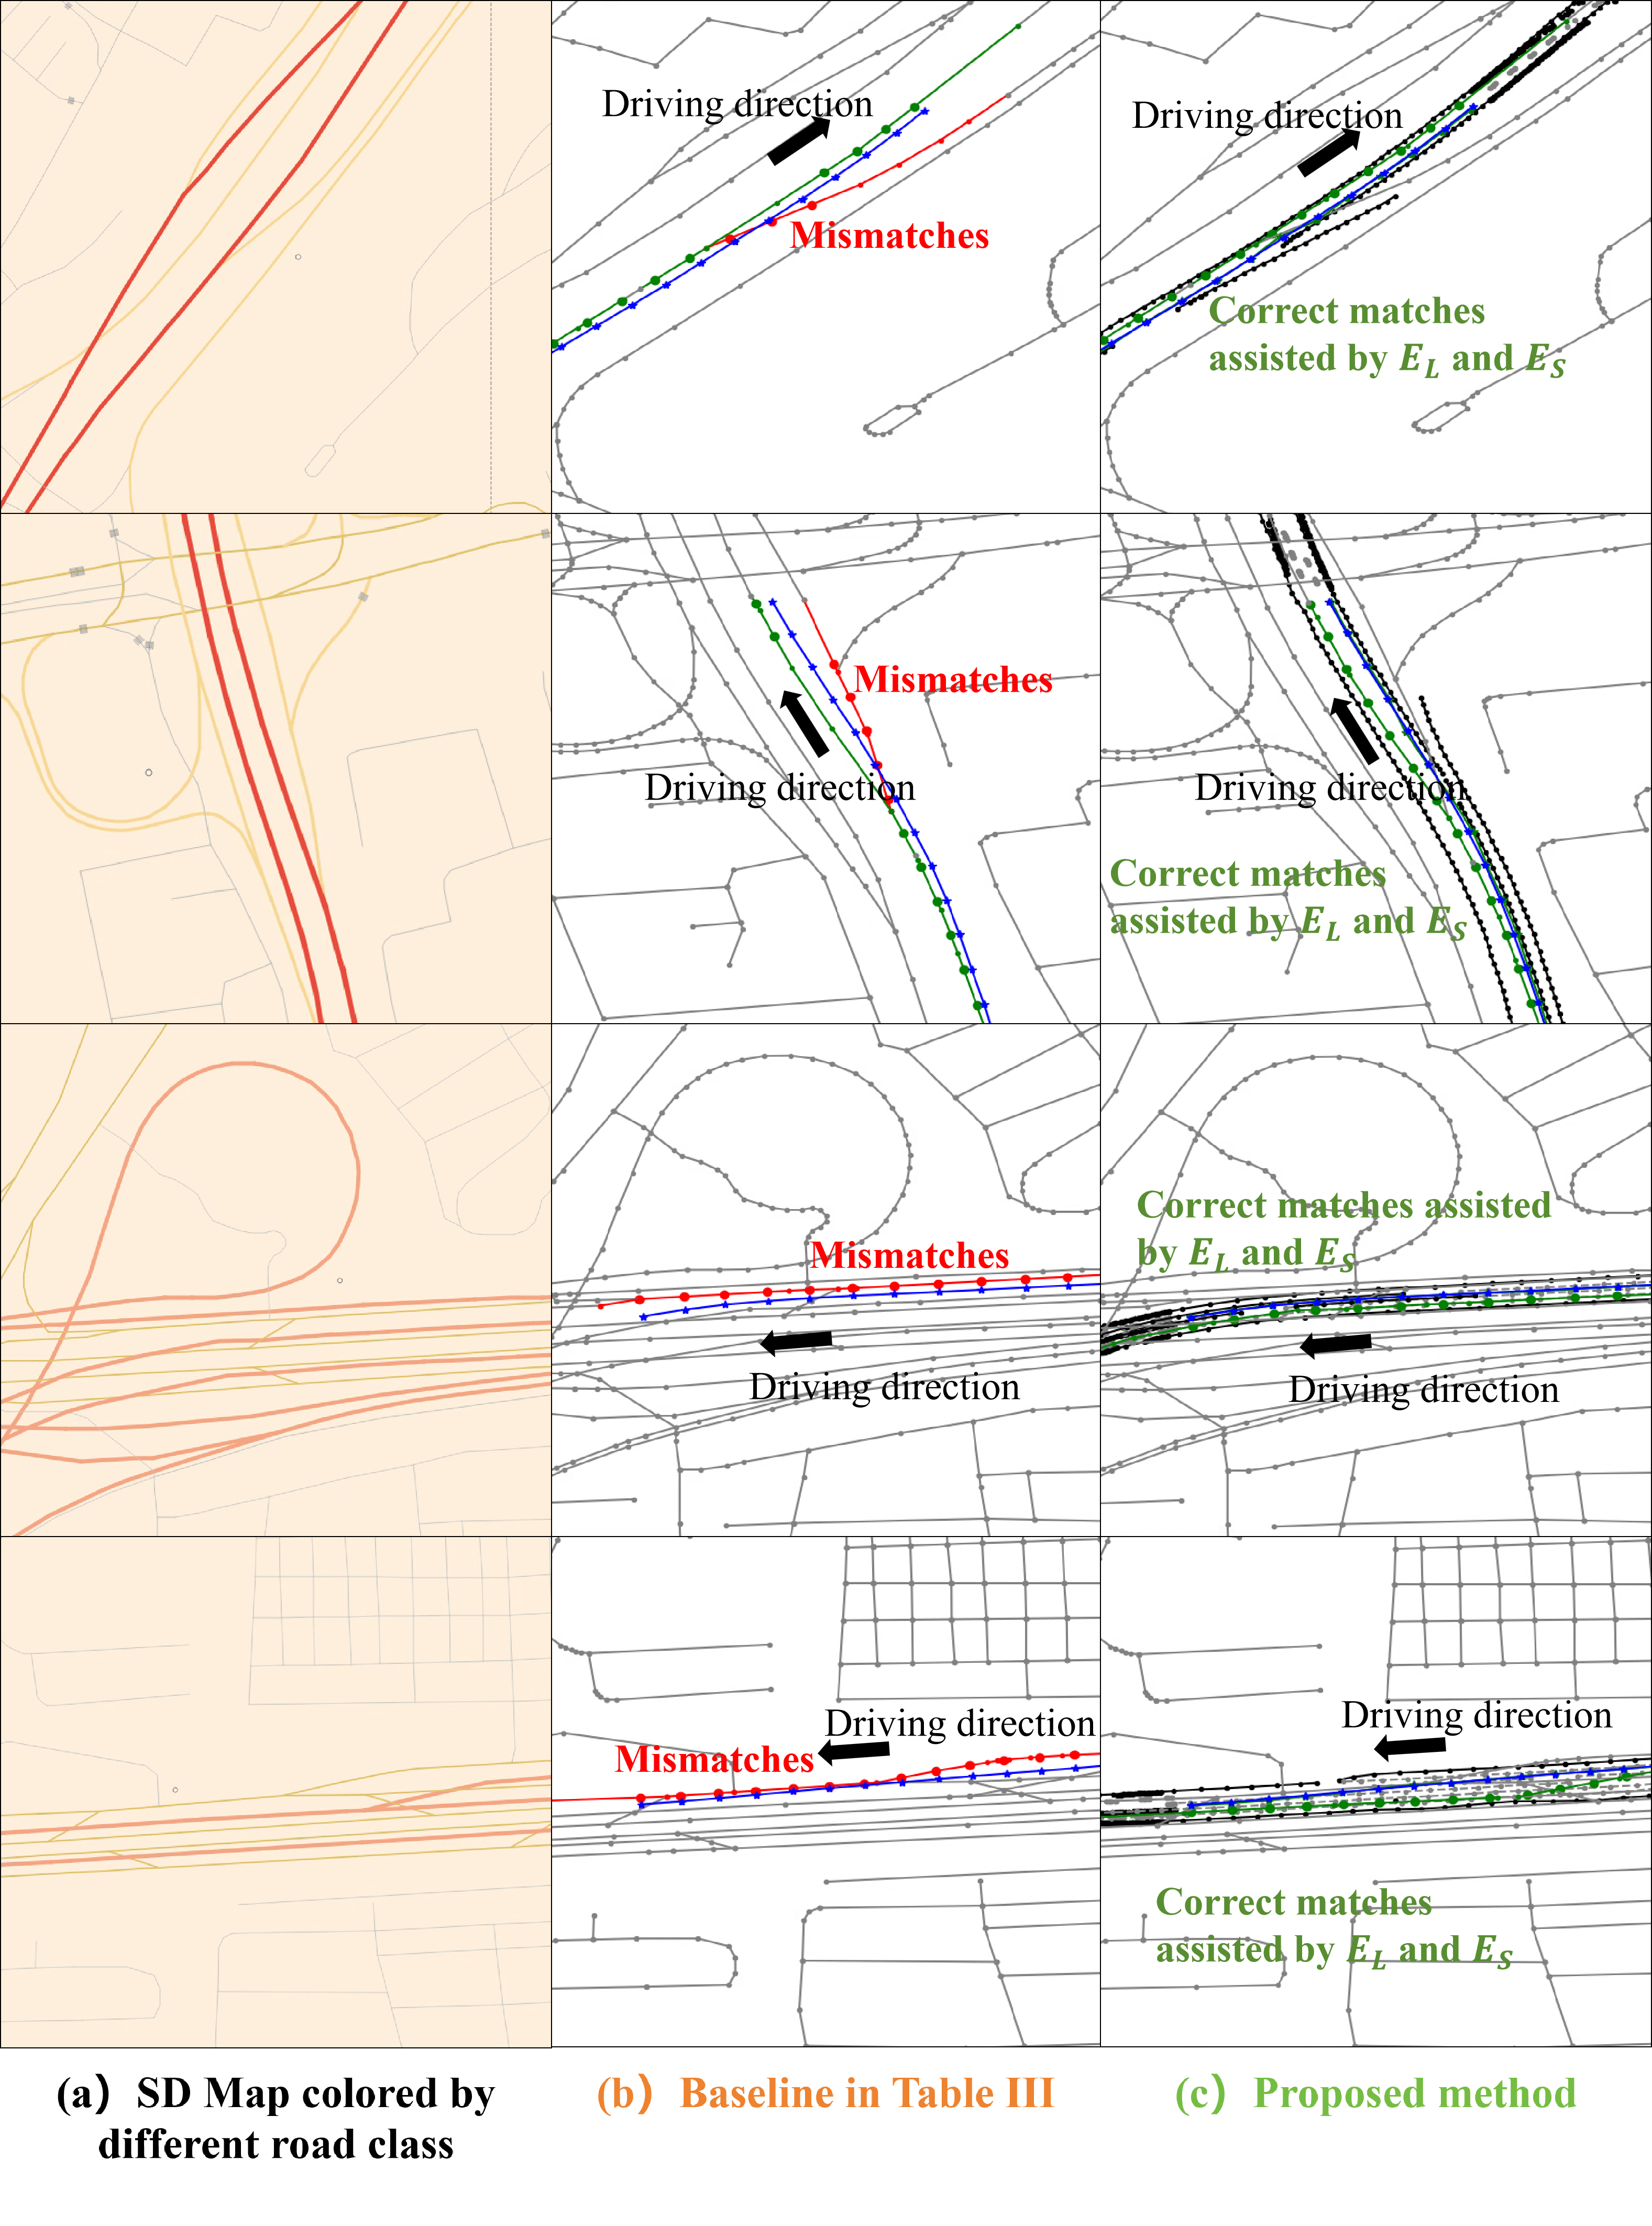 Driving direction
Mismatches
Driving direction
Correct matches
assisted by E_L and E_S
Mismatches
Driving direction
Driving direction
Correct matches
assisted by E_L and E_S
Mismatches
Driving direction
Correct matches assisted
by E_L and E_S
Driving direction
Driving direction
Mismatches
Driving direction
Correct matches
assisted by E_L and E_S
(a) SD Map colored by
different road class
(b) Baseline in Table III
(c) Proposed method